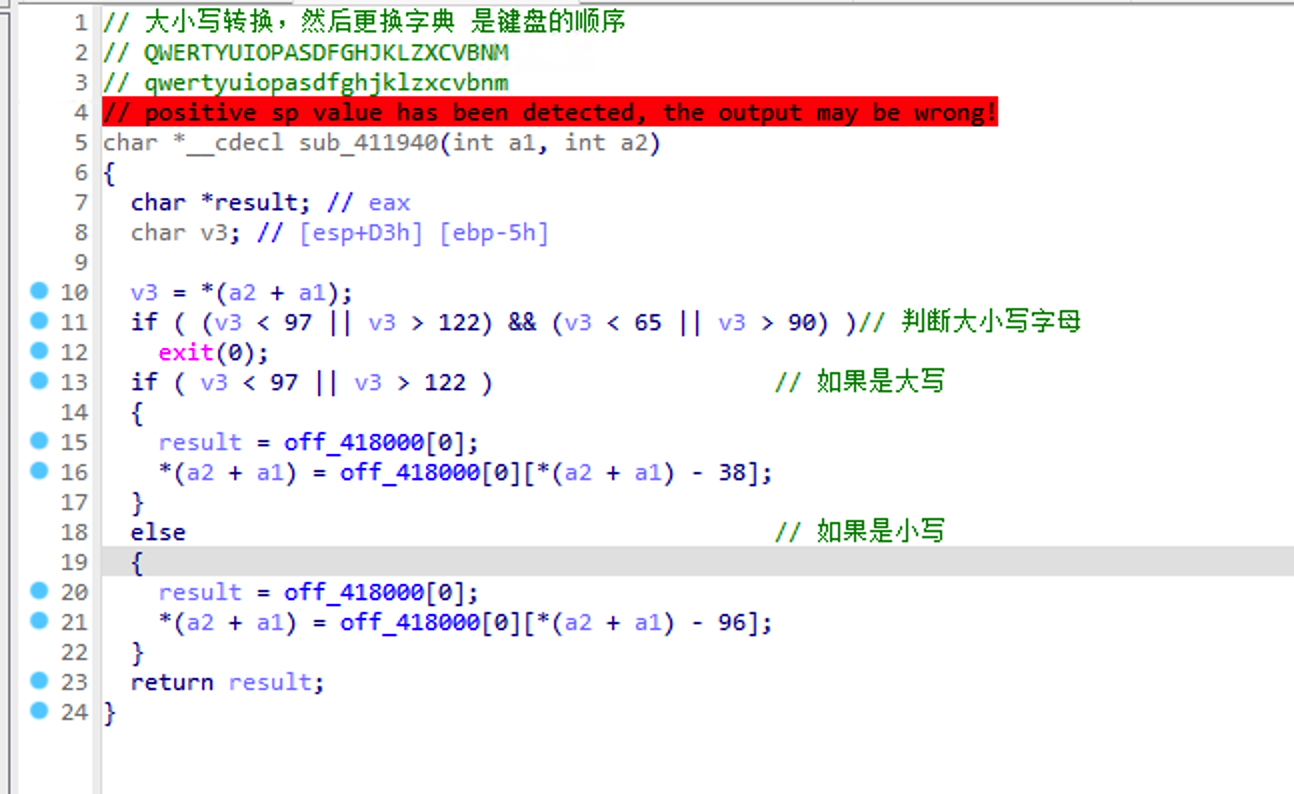 1 // 大小写转换，然后更换字典 是键盘的顺序
2 // QWERTYUIOPASDFGHJKLZXCVBNM
3 // qwertyuiopasdfghjklzxcvbnm
4 // positive sp value has been detected, the output may be wrong!
5 char *__cdecl sub_411940(int a1, int a2)
6 {
7   char *result; // eax
8   char v3; // [esp+D3h] [ebp-5h]
9
10   v3 = *(a2 + a1);
11   if ( (v3 < 97 || v3 > 122) && (v3 < 65 || v3 > 90) )// 判断大小写字母
12     exit(0);
13   if ( v3 < 97 || v3 > 122 )                    // 如果是大写
14   {
15     result = off_418000[0];
16     *(a2 + a1) = off_418000[0][*(a2 + a1) - 38];
17   }
18   else                                          // 如果是小写
19   {
20     result = off_418000[0];
21     *(a2 + a1) = off_418000[0][*(a2 + a1) - 96];
22   }
23   return result;
24 }